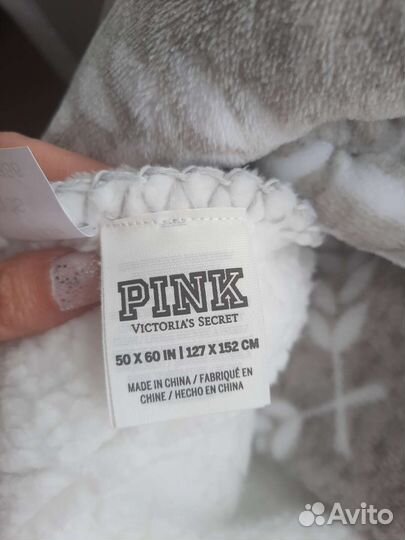 PINK
VICTORIA'S SECRET
50 X 60 IN | 127 X 152 CM
MADE IN CHINA / FABRIQUÉ EN
CHINE / HECHO EN CHINA
Avito